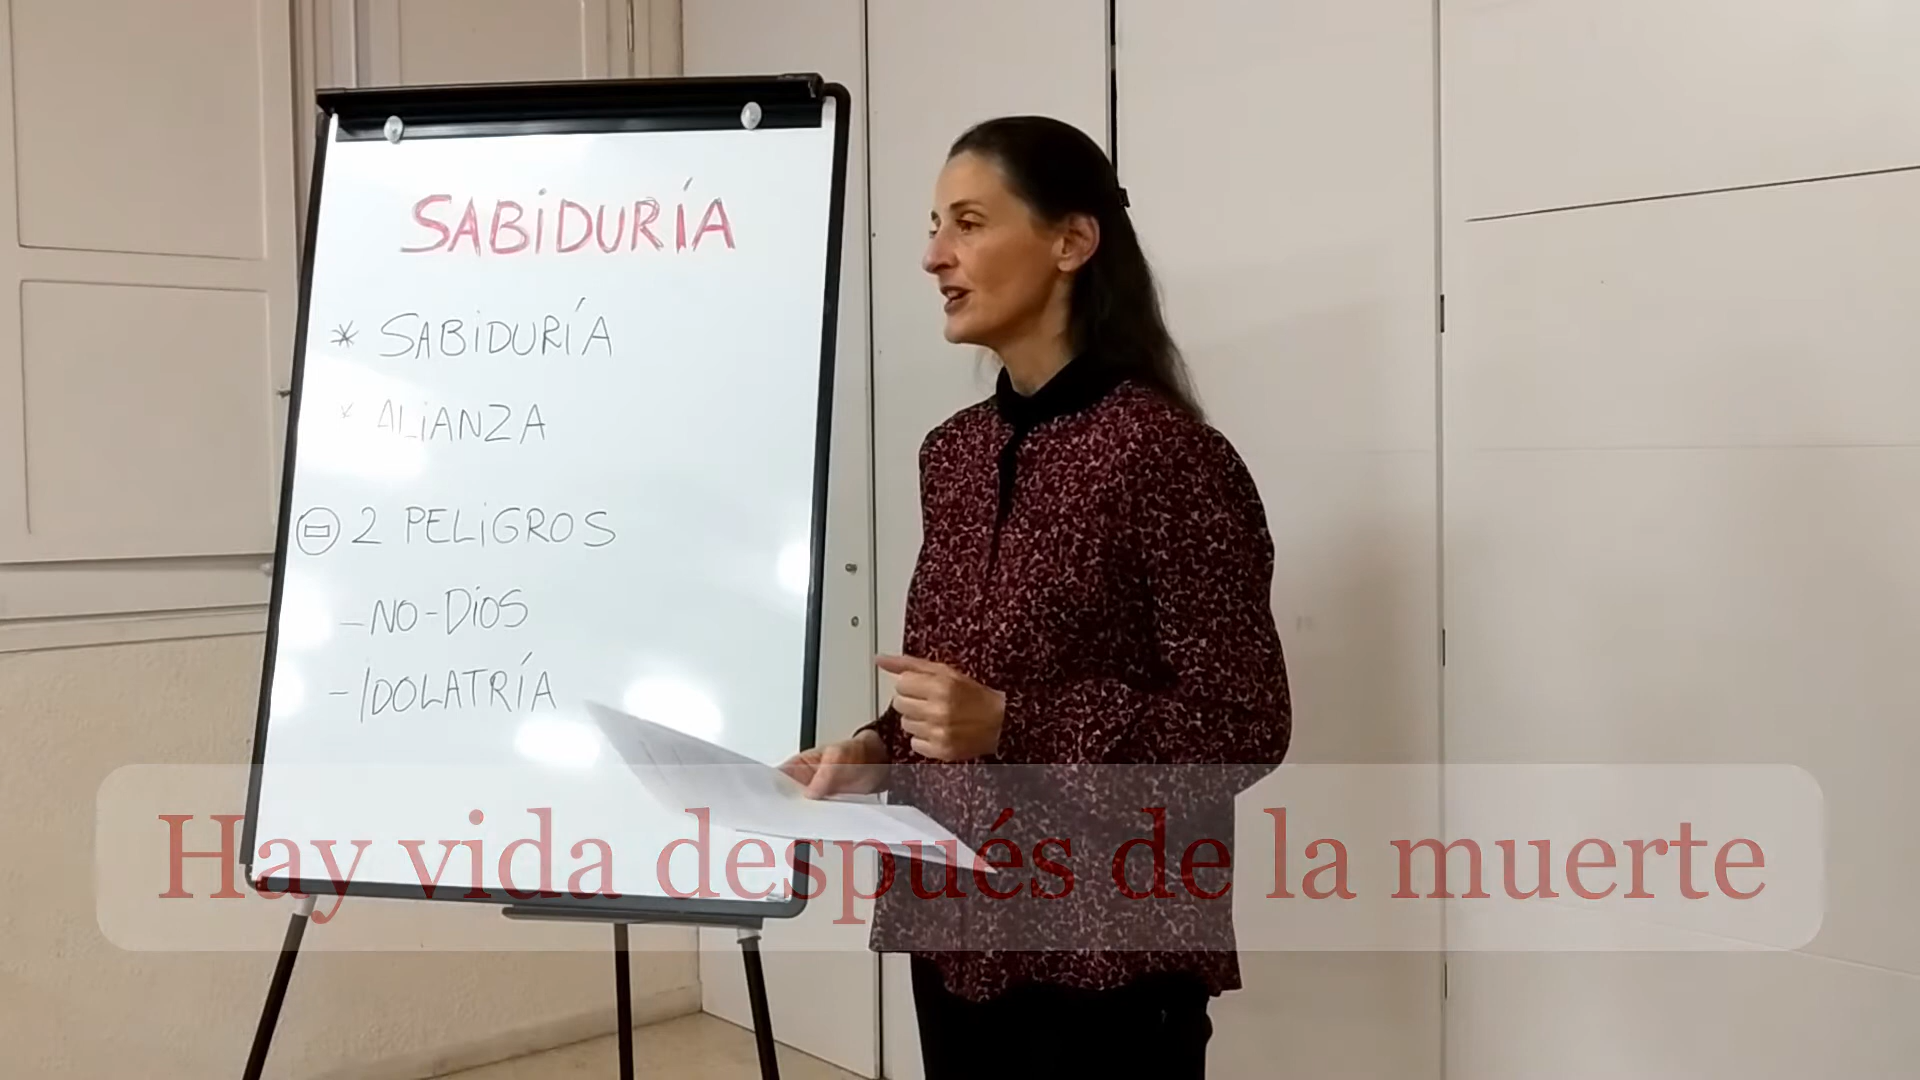 SABIDURÍA
* SABIDURÍA
* ALIANZA
⊖ 2 PELIGROS
- NO-DIOS
- IDOLATRÍA
Hay vida después de la muerte